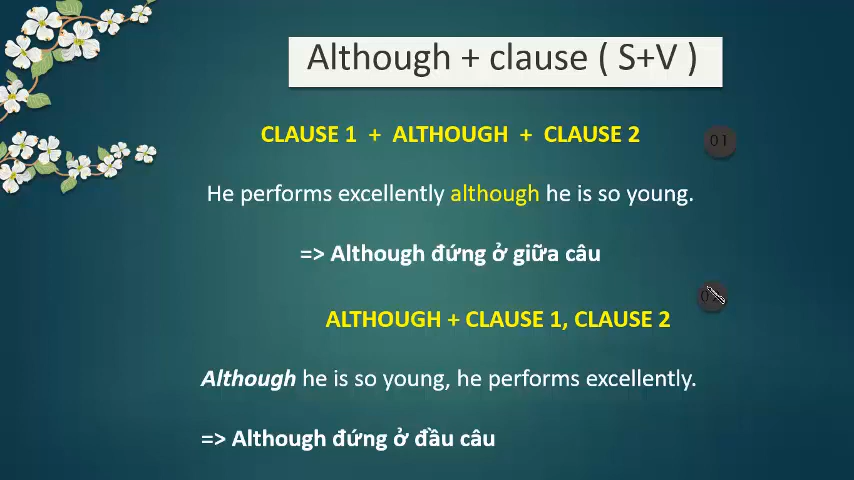 Although + clause ( S+V )
CLAUSE 1 + ALTHOUGH + CLAUSE 2
01
He performs excellently although he is so young.
=> Although đứng ở giữa câu
ALTHOUGH + CLAUSE 1, CLAUSE 2
Although he is so young, he performs excellently.
=> Although đứng ở đầu câu